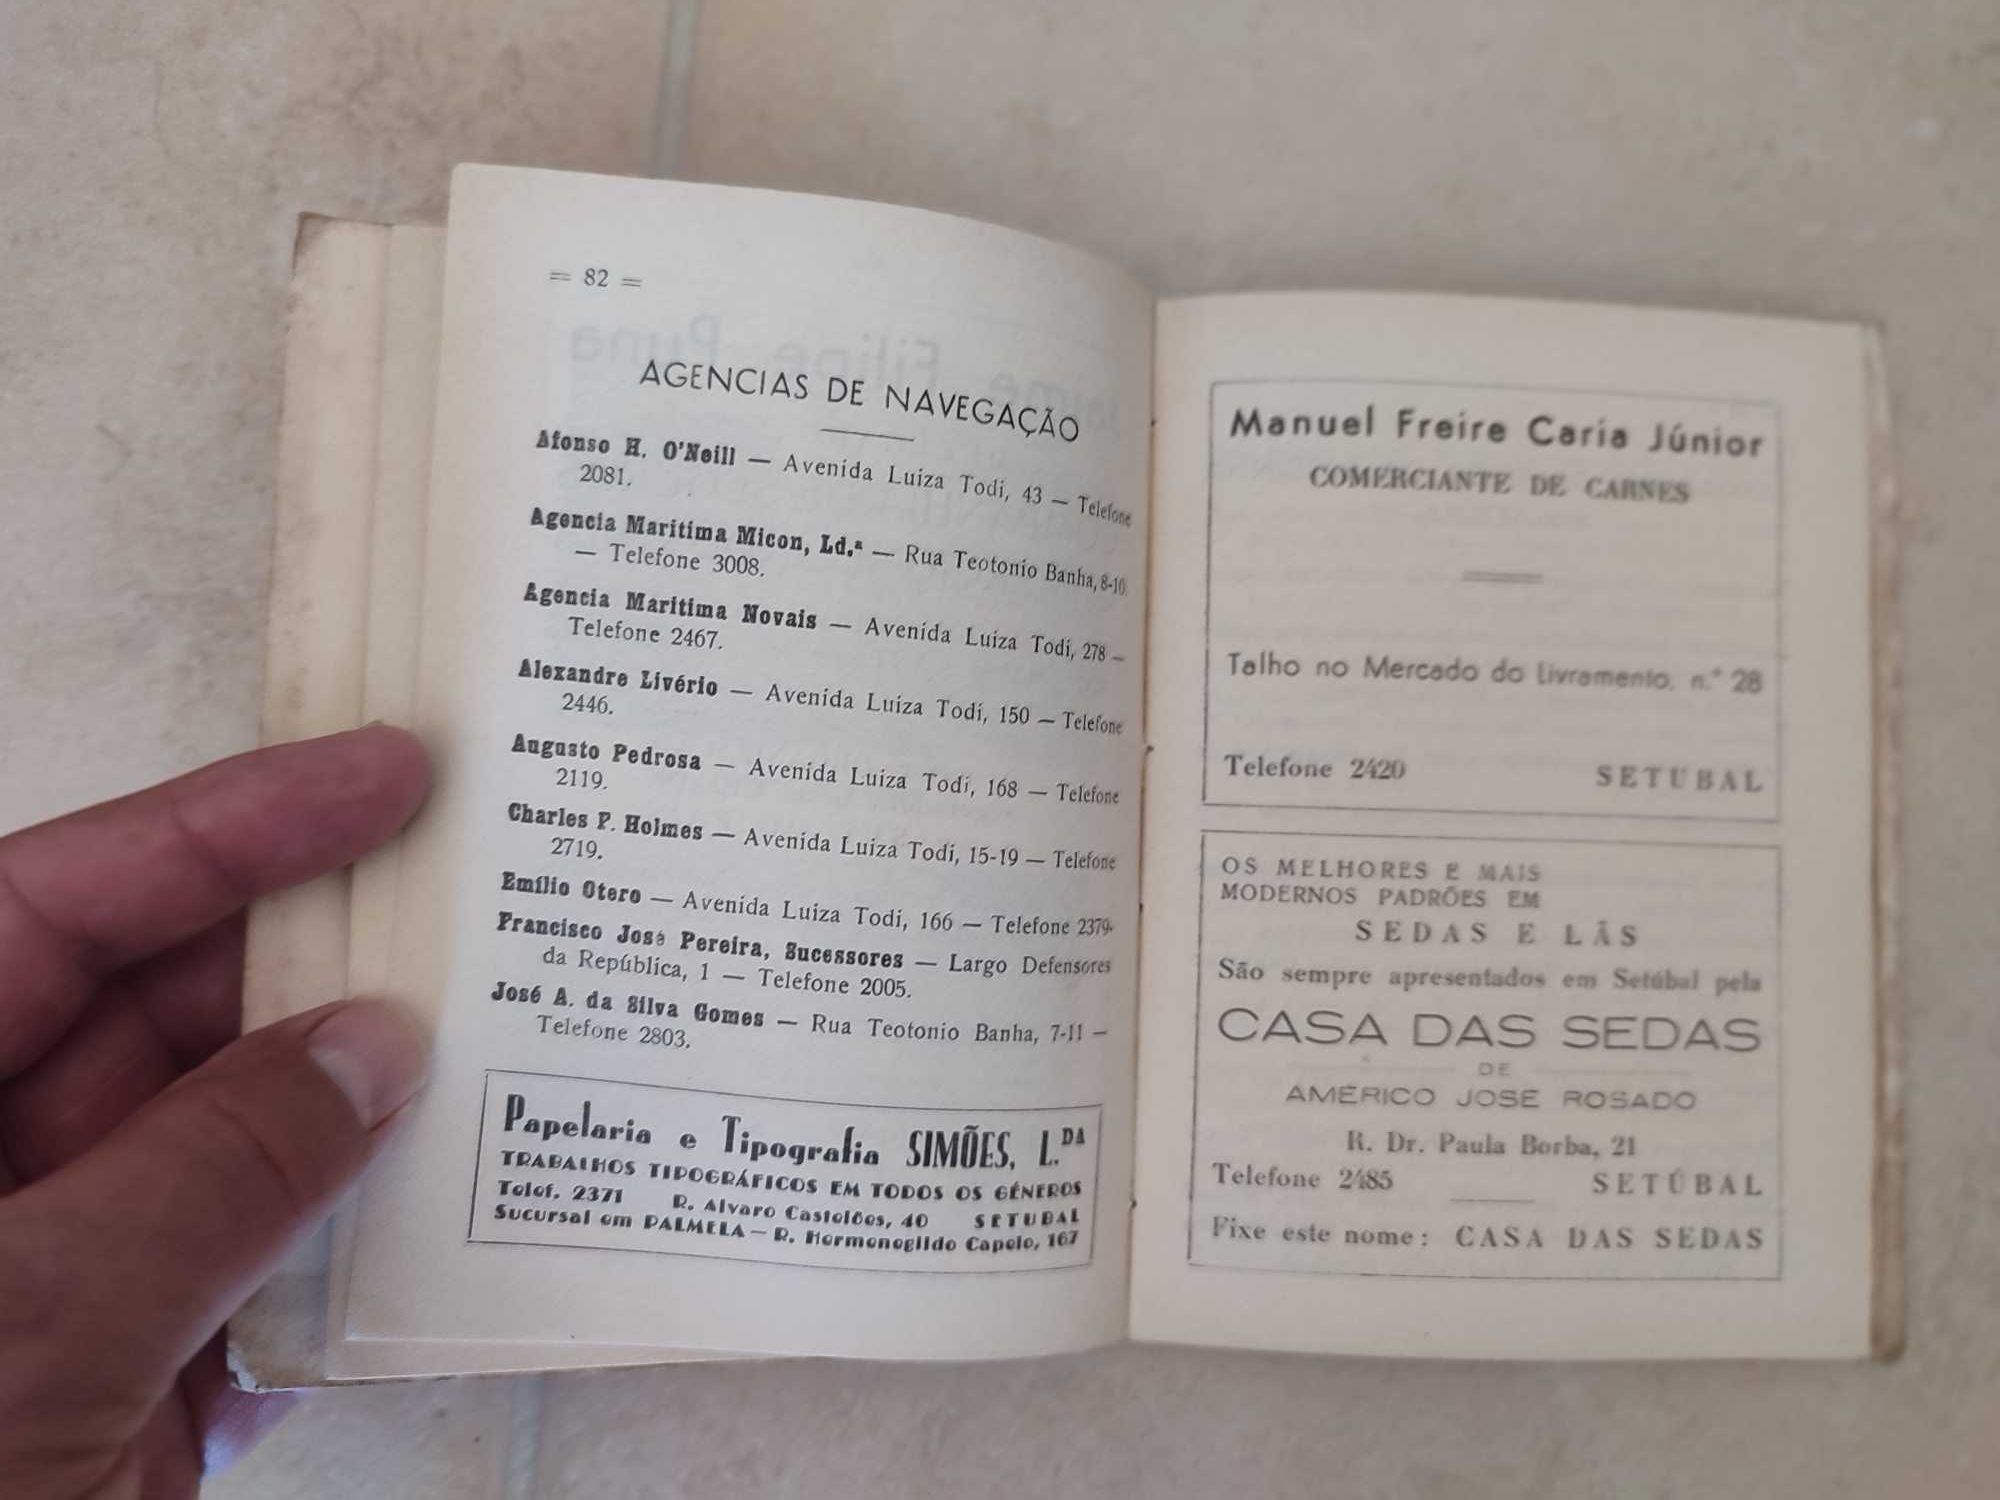 = 82 =
AGENCIAS DE NAVEGAÇÃO
Afonso H. O'Neill — Avenida Luiza Todi, 43 — Telefone
2081.
Agencia Maritima Micon, Ld.ª — Rua Teotonio Banha, 8-10.
— Telefone 3008.
Agencia Maritima Novais — Avenida Luiza Todi, 278 —
Telefone 2467.
Alexandre Livério — Avenida Luiza Todi, 150 — Telefone
2446.
Augusto Pedrosa — Avenida Luiza Todi, 168 — Telefone
2119.
Charles P. Holmes — Avenida Luiza Todi, 15-19 — Telefone
2719.
Emílio Otero — Avenida Luiza Todi, 166 — Telefone 2379.
Francisco José Pereira, Sucessores — Largo Defensores
da República, 1 — Telefone 2005.
José A. da Silva Gomes — Rua Teotonio Banha, 7-11 —
Telefone 2803.
Papelaria e Tipografia SIMÕES, L.DA
TRABALHOS TIPOGRÁFICOS EM TODOS OS GÉNEROS
Telef. 2371 R. Alvaro Castelões, 40 SETUBAL
Sucursal em PALMELA — R. Hermenegildo Capelo, 167
Manuel Freire Caria Júnior
COMERCIANTE DE CARNES
Talho no Mercado do Livramento, n.º 28
Telefone 2420 SETUBAL
OS MELHORES E MAIS
MODERNOS PADRÕES EM
SEDAS E LÃS
São sempre apresentados em Setúbal pela
CASA DAS SEDAS
DE
AMÉRICO JOSÉ ROSADO
R. Dr. Paula Borba, 21
Telefone 2485 SETÚBAL
Fixe este nome: CASA DAS SEDAS